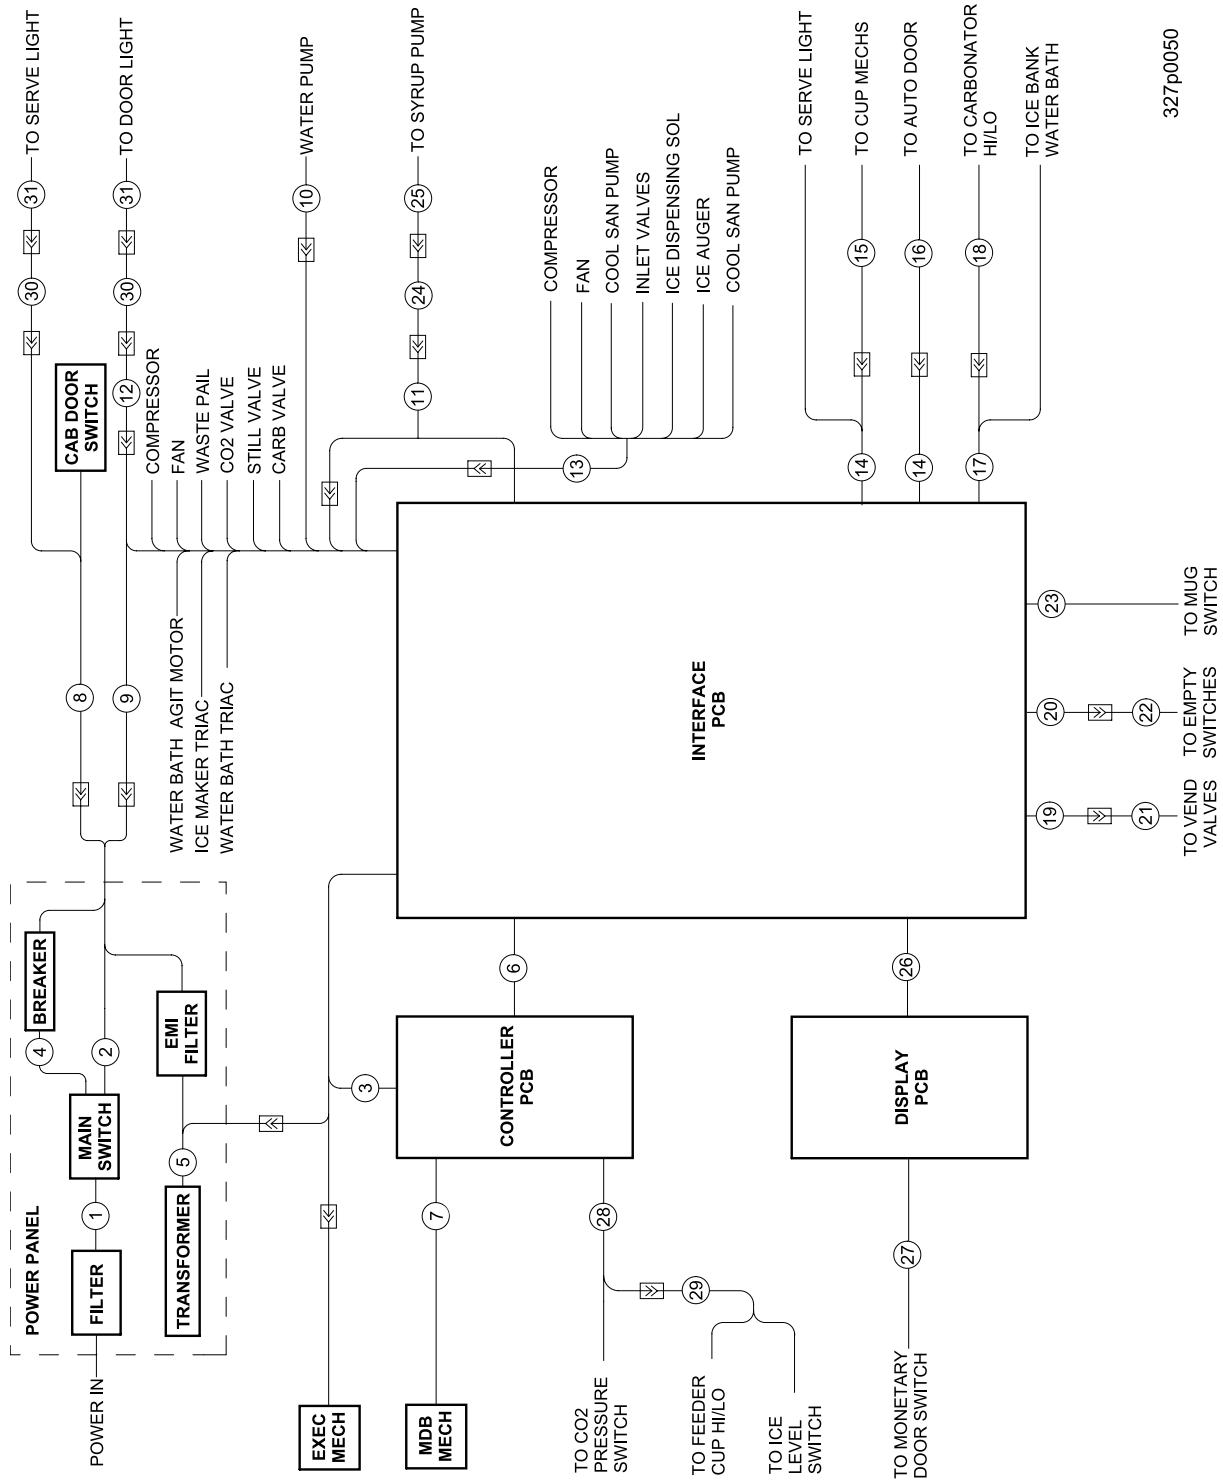 POWER IN
FILTER
1
MAIN
SWITCH
4
2
BREAKER
POWER PANEL
TRANSFORMER
5
EMI
FILTER
8
CAB DOOR
SWITCH
30
31
TO SERVE LIGHT
9
12
30
31
TO DOOR LIGHT
COMPRESSOR
FAN
WASTE PAIL
CO2 VALVE
STILL VALVE
CARB VALVE
WATER BATH AGIT MOTOR
ICE MAKER TRIAC
WATER BATH TRIAC
10
WATER PUMP
11
24
25
TO SYRUP PUMP
13
COMPRESSOR
FAN
COOL SAN PUMP
INLET VALVES
ICE DISPENSING SOL
ICE AUGER
COOL SAN PUMP
EXEC
MECH
3
MDB
MECH
7
CONTROLLER
PCB
6
INTERFACE
PCB
28
TO CO2
PRESSURE
SWITCH
29
TO FEEDER
CUP HI/LO
TO ICE
LEVEL
SWITCH
TO MONETARY
DOOR SWITCH
27
DISPLAY
PCB
26
14
TO SERVE LIGHT
15
TO CUP MECHS
14
16
TO AUTO DOOR
17
18
TO CARBONATOR
HI/LO
TO ICE BANK
WATER BATH
19
21
TO VEND
VALVES
20
22
TO EMPTY
SWITCHES
23
TO MUG
SWITCH
327p0050